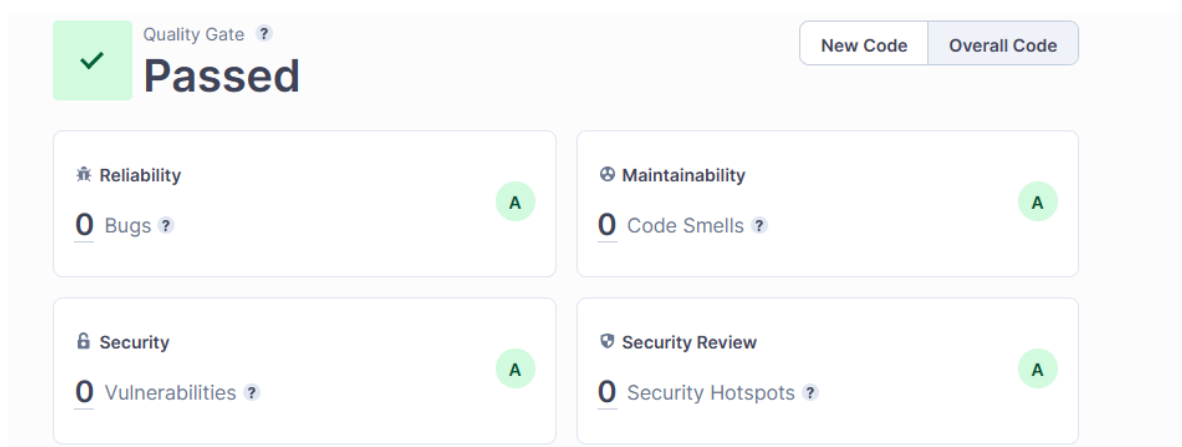 Quality Gate ?
Passed
New Code Overall Code
Reliability
0 Bugs ?
A
Maintainability
0 Code Smells ?
A
Security
0 Vulnerabilities ?
A
Security Review
0 Security Hotspots ?
A